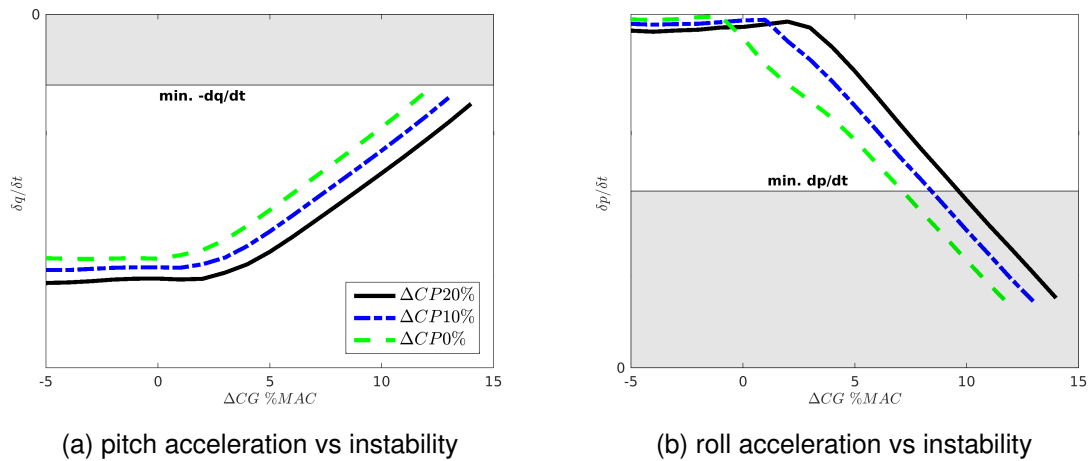 0
min. -dq/dt
δq/δt
ΔCP20%
ΔCP10%
ΔCP0%
-5 0 5 10 15
ΔCG %MAC
(a) pitch acceleration vs instability
δp/δt
min. dp/dt
0
-5 0 5 10 15
ΔCG %MAC
(b) roll acceleration vs instability